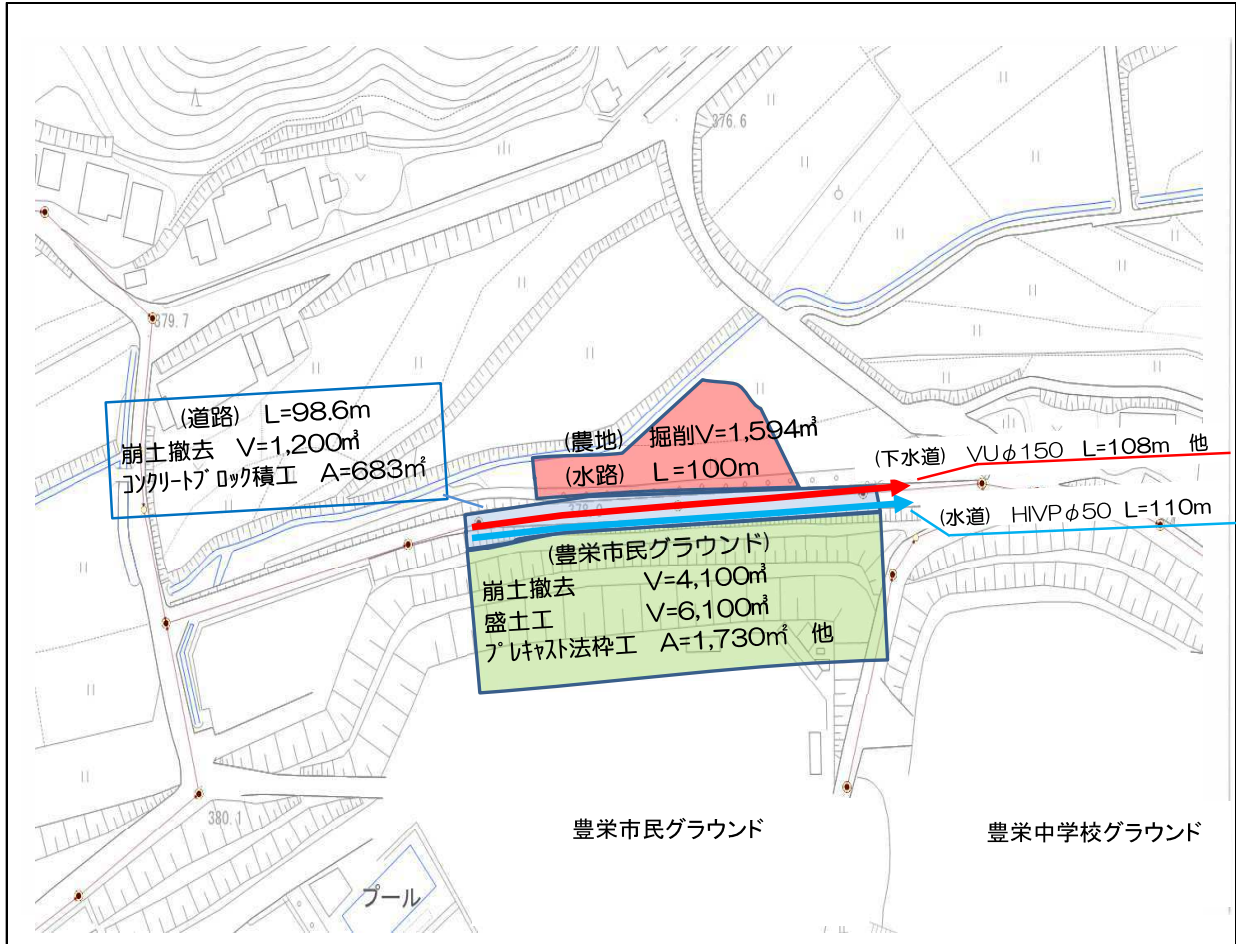 376.6
379.7
(道路) L=98.6m
崩土撤去 V=1,200㎥
ｺﾝｸﾘｰﾄﾌﾞﾛｯｸ積工 A=683㎡
(農地) 掘削V=1,594㎥
(水路) L=100m
(下水道) VUφ150 L=108m 他
(水道) HIVPφ50 L=110m
(豊栄市民グラウンド)
崩土撤去 V=4,100㎥
盛土工 V=6,100㎥
ﾌﾟﾚｷｬｽﾄ法枠工 A=1,730㎡ 他
380.1
豊栄市民グラウンド
豊栄中学校グラウンド
プール